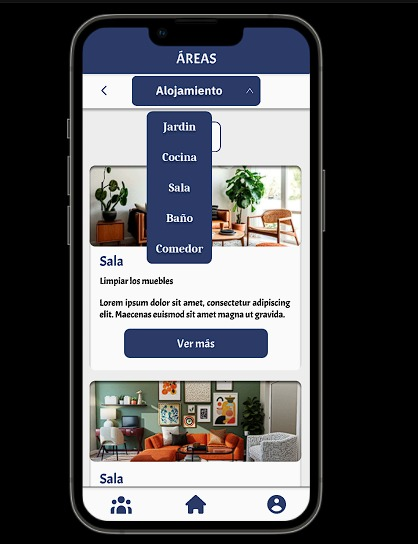 ÁREAS
Alojamiento
Jardin
Cocina
Sala
Baño
Comedor
Sala
Limpiar los muebles
Lorem ipsum dolor sit amet, consectetur adipiscing
elit. Maecenas euismod sit amet magna ut gravida.
Ver más
Sala